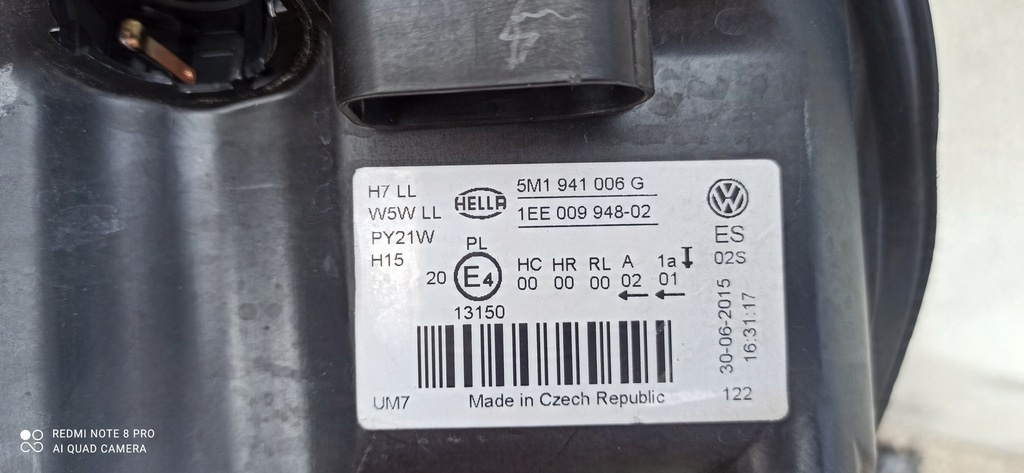 H7 LL
W5W LL
PY21W
H15
HELLA
5M1 941 006 G
1EE 009 948-02
VW
ES
02S
PL
20 E4
13150
HC HR RL A 1a
00 00 00 02 01
30-06-2015
16:31:17
UM7
Made in Czech Republic
122
REDMI NOTE 8 PRO
AI QUAD CAMERA